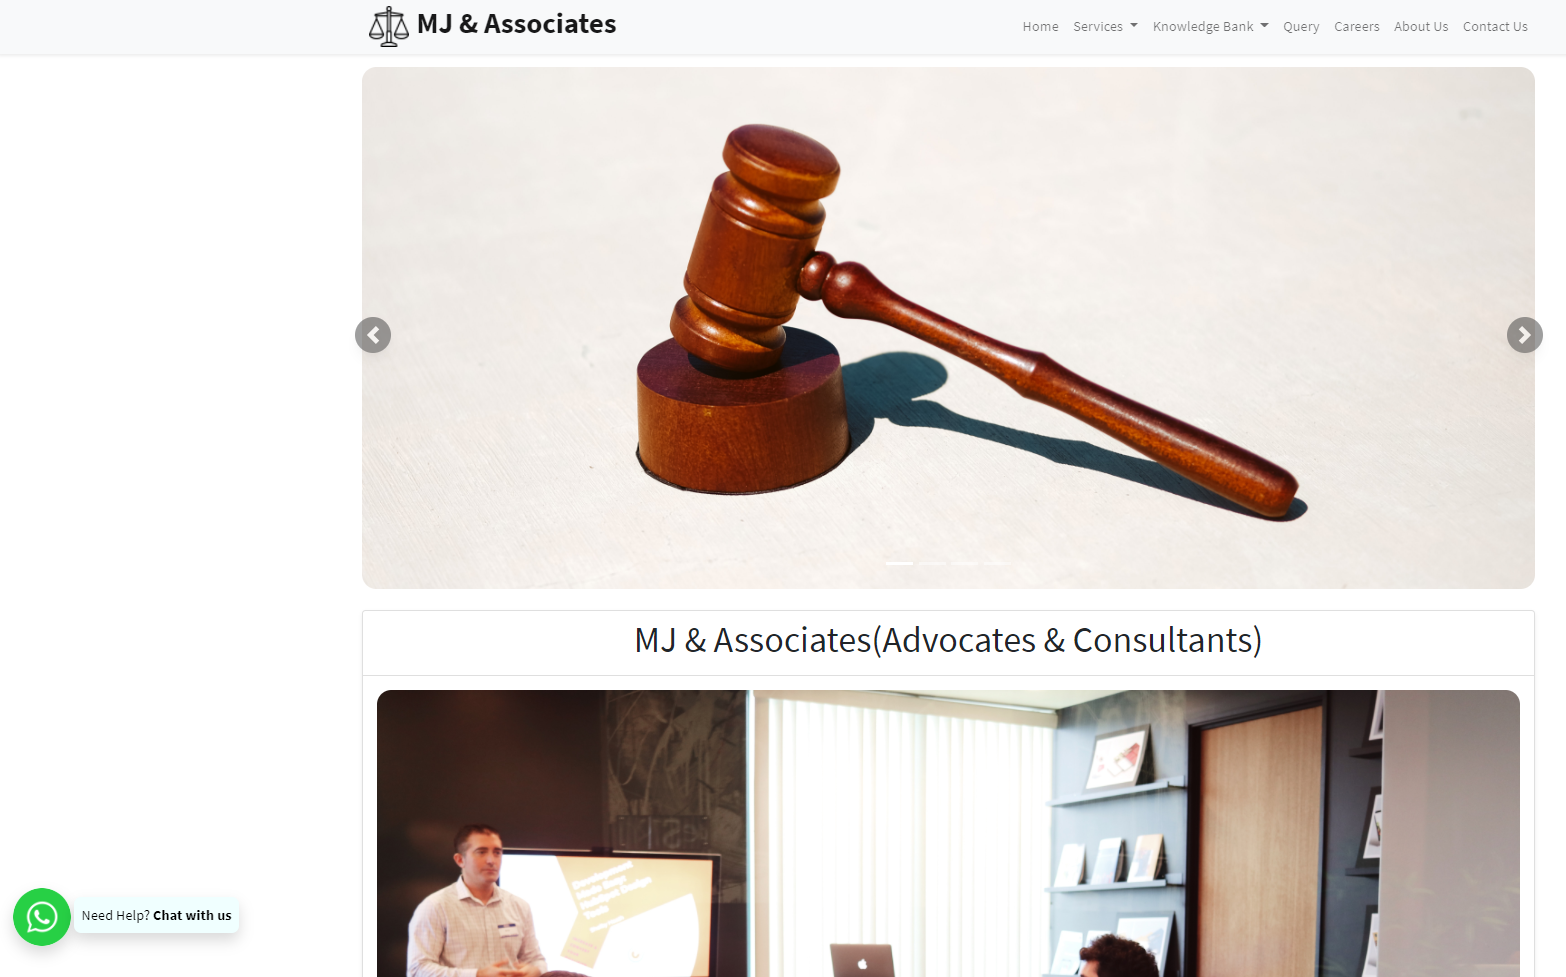 MJ & Associates
Home Services Knowledge Bank Query Careers About Us Contact Us
MJ & Associates(Advocates & Consultants)
Need Help? Chat with us